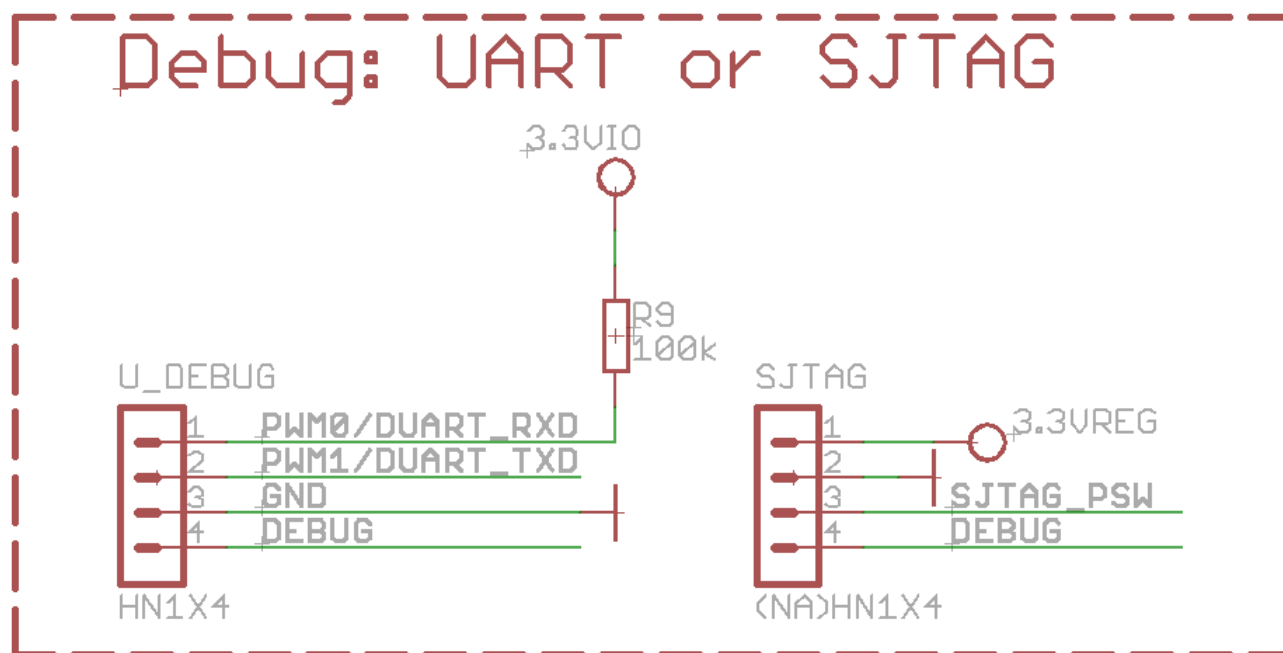 Debug: UART or SJTAG
3.3VIO
R9
100k
U_DEBUG
1
PWM0/DUART_RXD
2
PWM1/DUART_TXD
3
GND
4
DEBUG
HN1X4
SJTAG
1
3.3VREG
2
3
SJTAG_PSW
4
DEBUG
(NA)HN1X4